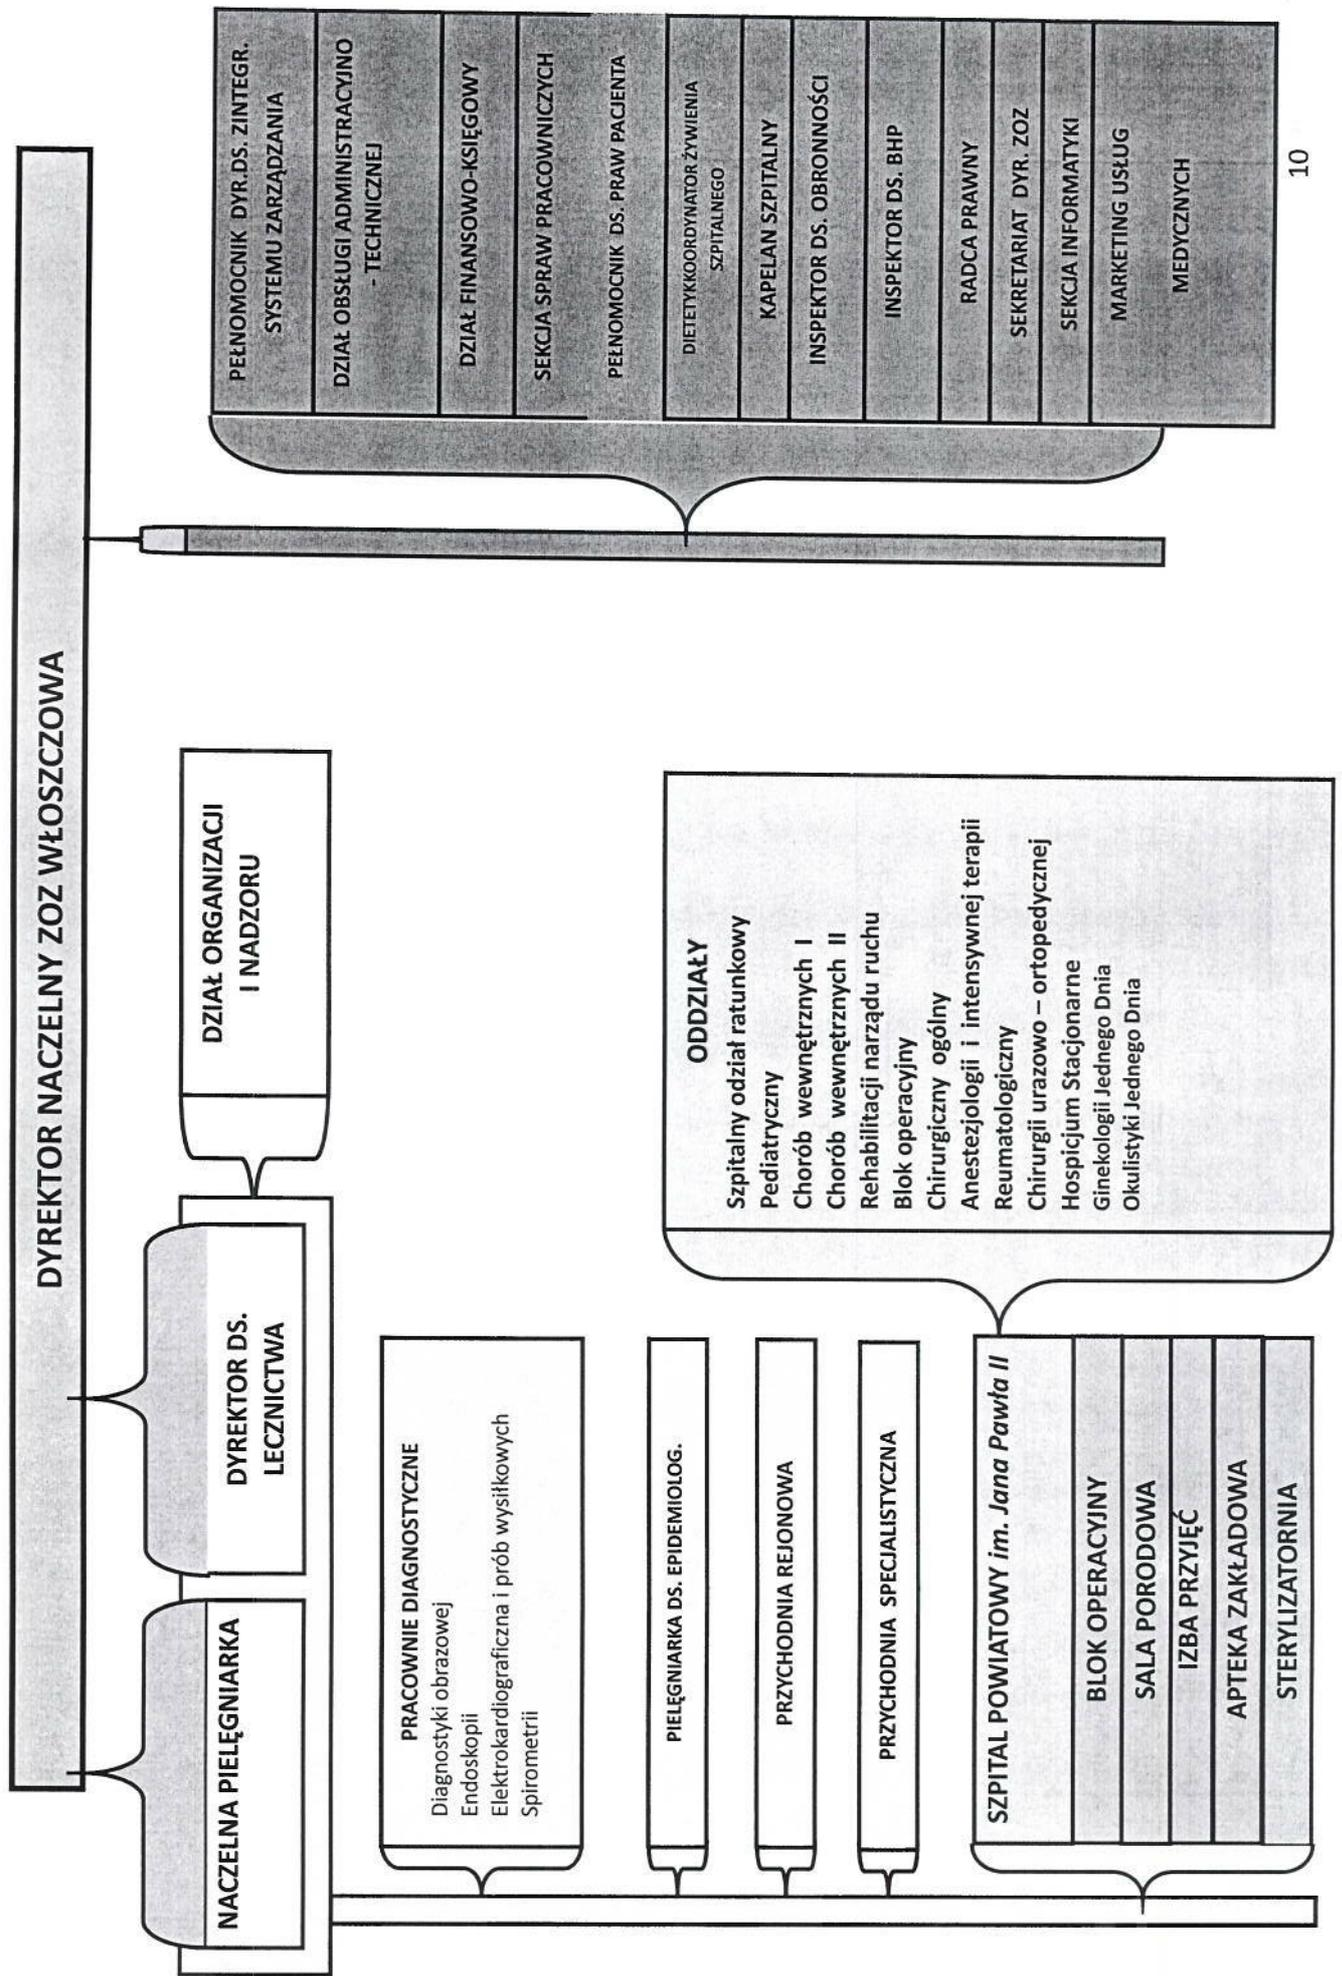 DYREKTOR NACZELNY ZOZ WŁOSZCZOWA
NACZELNA PIELĘGNIARKA
DYREKTOR DS.
LECZNICTWA
DZIAŁ ORGANIZACJI
I NADZORU
PRACOWNIE DIAGNOSTYCZNE
Diagnostyki obrazowej
Endoskopii
Elektrokardiograficzna i prób wysiłkowych
Spirometrii
PIELĘGNIARKA DS. EPIDEMIOLOG.
PRZYCHODNIA REJONOWA
PRZYCHODNIA SPECJALISTYCZNA
SZPITAL POWIATOWY im. Jana Pawła II
BLOK OPERACYJNY
SALA PORODOWA
IZBA PRZYJĘĆ
APTEKA ZAKŁADOWA
STERYLIZATORNIA
ODDZIAŁY
Szpitalny odział ratunkowy
Pediatryczny
Chorób wewnętrznych I
Chorób wewnętrznych II
Rehabilitacji narządu ruchu
Blok operacyjny
Chirurgiczny ogólny
Anestezjologii i intensywnej terapii
Reumatologiczny
Chirurgii urazowo – ortopedycznej
Hospicjum Stacjonarne
Ginekologii Jednego Dnia
Okulistyki Jednego Dnia
PEŁNOMOCNIK DYR.DS. ZINTEGR.
SYSTEMU ZARZĄDZANIA
DZIAŁ OBSŁUGI ADMINISTRACYJNO
- TECHNICZNEJ
DZIAŁ FINANSOWO-KSIĘGOWY
SEKCJA SPRAW PRACOWNICZYCH
PEŁNOMOCNIK DS. PRAW PACJENTA
DIETETYKKOORDYNATOR ŻYWIENIA
SZPITALNEGO
KAPELAN SZPITALNY
INSPEKTOR DS. OBRONNOŚCI
INSPEKTOR DS. BHP
RADCA PRAWNY
SEKRETARIAT DYR. ZOZ
SEKCJA INFORMATYKI
MARKETING USŁUG
MEDYCZNYCH
10